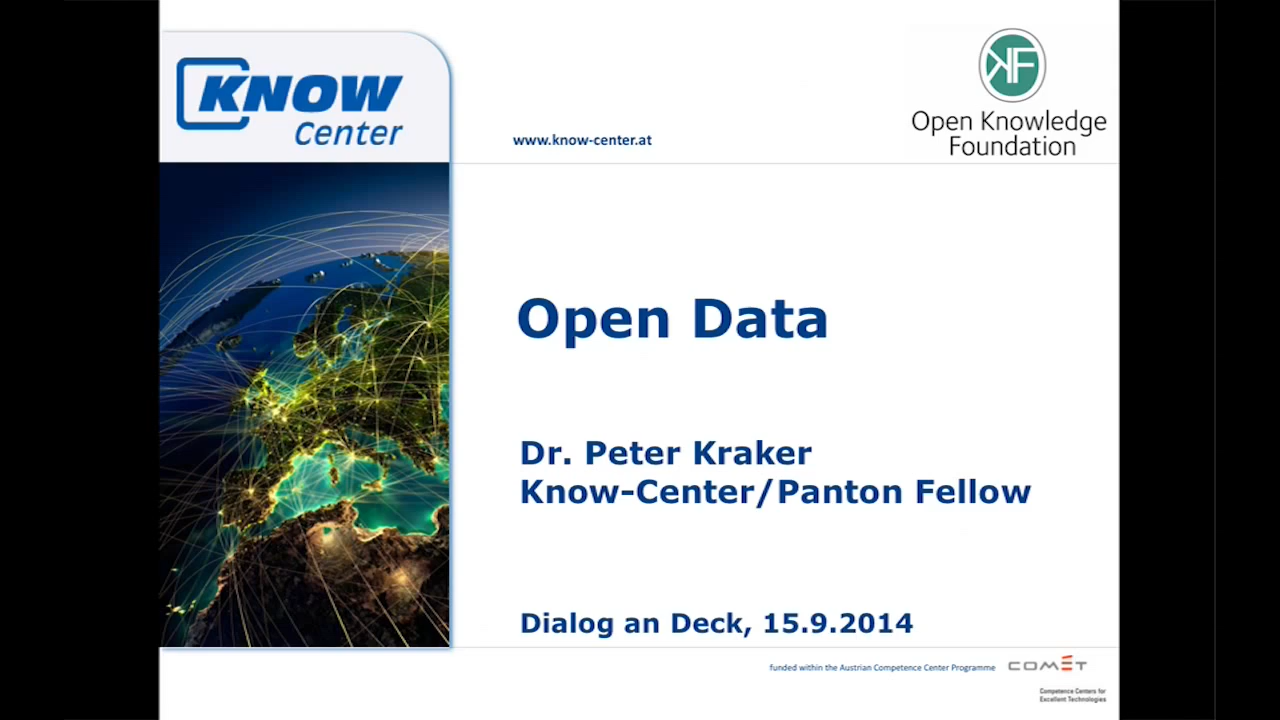 KNOW
Center
www.know-center.at
KF
Open Knowledge
Foundation
Open Data
Dr. Peter Kraker
Know-Center/Panton Fellow
Dialog an Deck, 15.9.2014
funded within the Austrian Competence Center Programme
COMET
Competence Centers for
Excellent Technologies